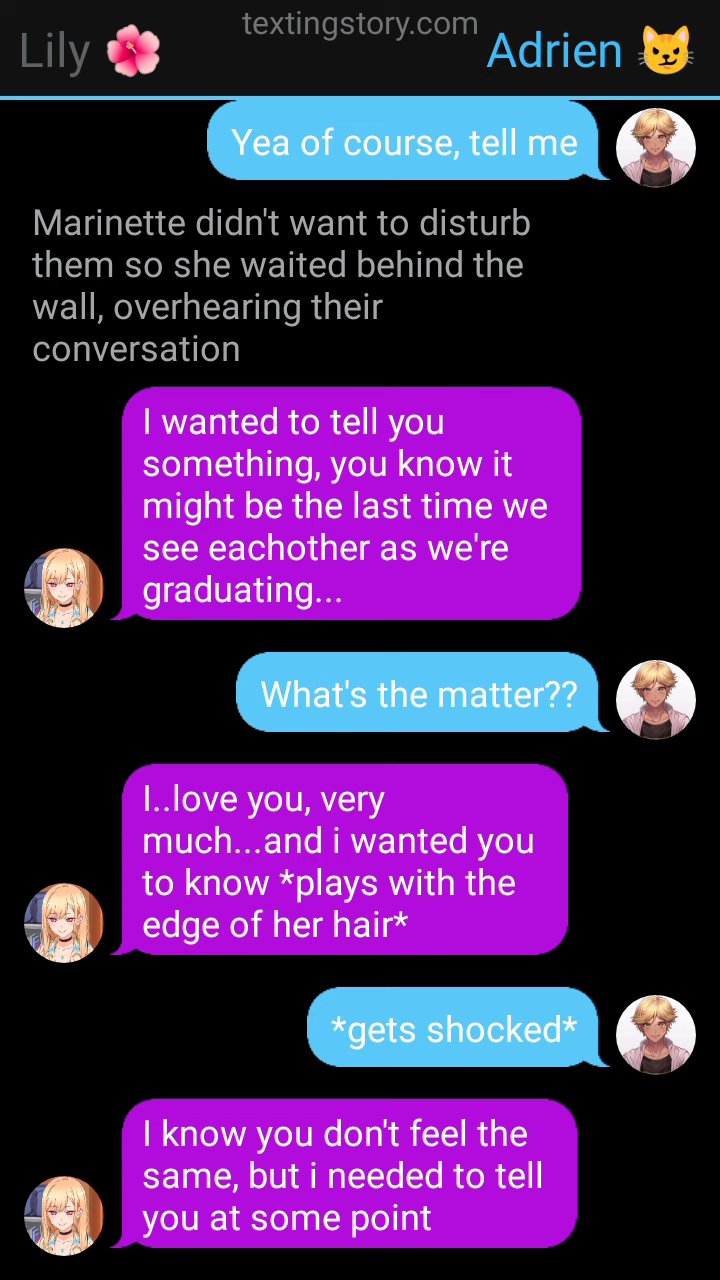 textingstory.com
Lily 🌺
Adrien 😼
Yea of course, tell me
Marinette didn't want to disturb
them so she waited behind the
wall, overhearing their
conversation
I wanted to tell you
something, you know it
might be the last time we
see eachother as we're
graduating...
What's the matter??
I..love you, very
much...and i wanted you
to know *plays with the
edge of her hair*
*gets shocked*
I know you don't feel the
same, but i needed to tell
you at some point